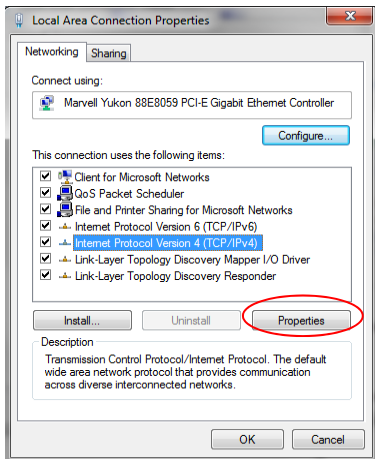 Local Area Connection Properties
Networking
Sharing
Connect using:
Marvell Yukon 88E8059 PCI-E Gigabit Ethernet Controller
Configure...
This connection uses the following items:
Client for Microsoft Networks
QoS Packet Scheduler
File and Printer Sharing for Microsoft Networks
Internet Protocol Version 6 (TCP/IPv6)
Internet Protocol Version 4 (TCP/IPv4)
Link-Layer Topology Discovery Mapper I/O Driver
Link-Layer Topology Discovery Responder
Install...
Uninstall
Properties
Description
Transmission Control Protocol/Internet Protocol. The default
wide area network protocol that provides communication
across diverse interconnected networks.
OK
Cancel